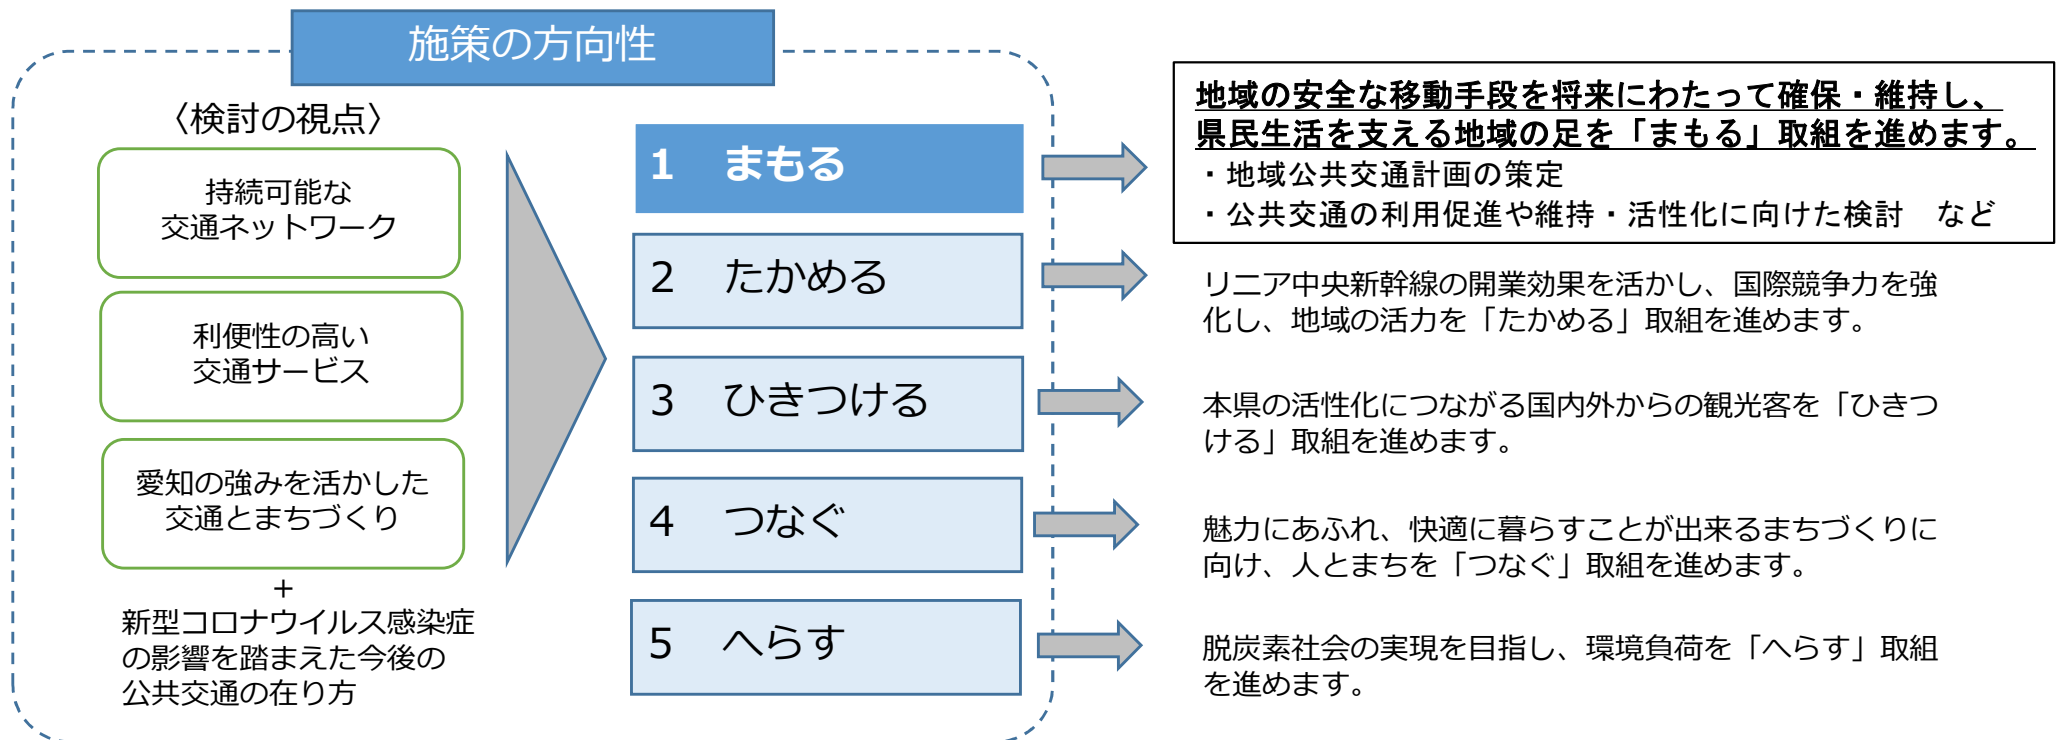 施策の方向性
〈検討の視点〉
持続可能な
交通ネットワーク
利便性の高い
交通サービス
愛知の強みを活かした
交通とまちづくり
+
新型コロナウイルス感染症
の影響を踏まえた今後の
公共交通の在り方
1 まもる
2 たかめる
3 ひきつける
4 つなぐ
5 へらす
地域の安全な移動手段を将来にわたって確保・維持し、
県民生活を支える地域の足を「まもる」取組を進めます。
・地域公共交通計画の策定
・公共交通の利用促進や維持・活性化に向けた検討 など
リニア中央新幹線の開業効果を活かし、国際競争力を強
化し、地域の活力を「たかめる」取組を進めます。
本県の活性化につながる国内外からの観光客を「ひきつ
ける」取組を進めます。
魅力にあふれ、快適に暮らすことが出来るまちづくりに
向け、人とまちを「つなぐ」取組を進めます。
脱炭素社会の実現を目指し、環境負荷を「へらす」取組
を進めます。